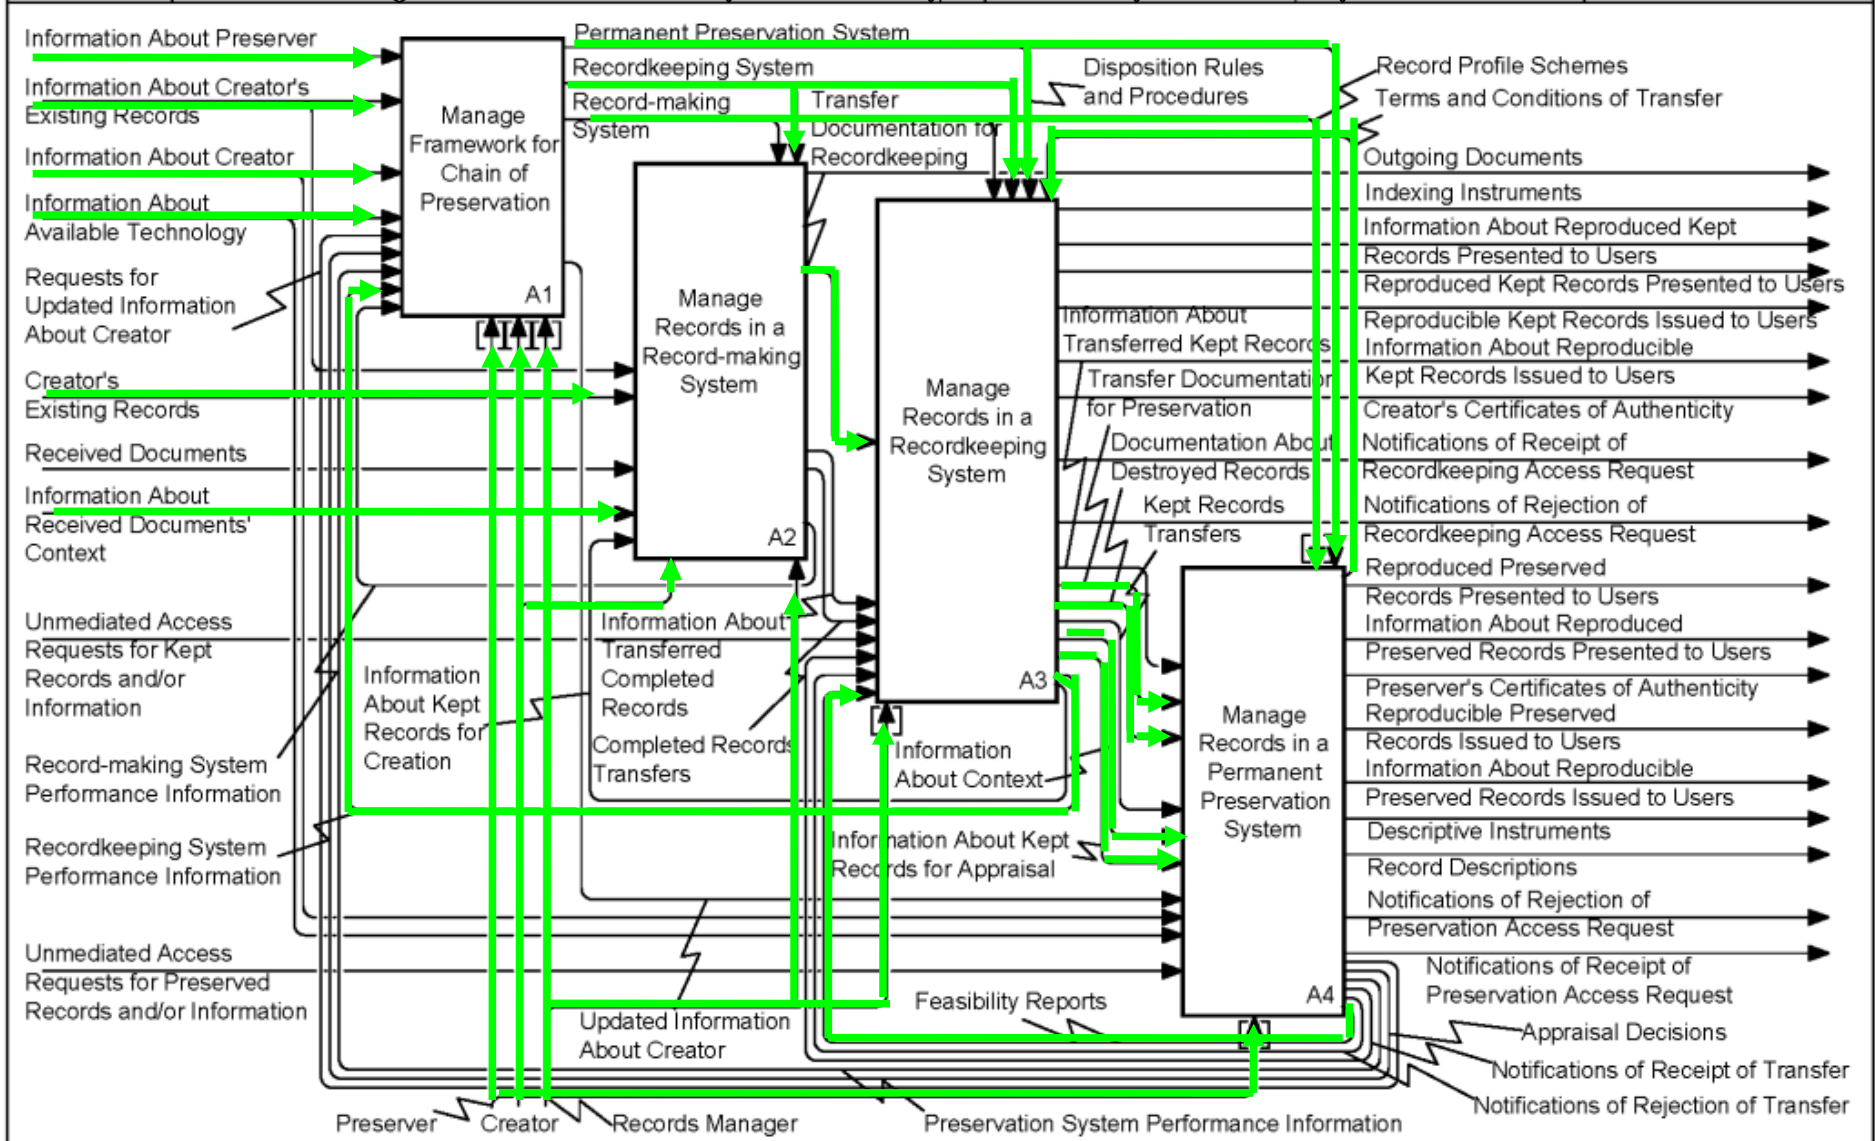 Information About Preserver
Information About Creator's
Existing Records
Information About Creator
Information About
Available Technology
Requests for
Updated Information
About Creator
Creator's
Existing Records
Received Documents
Information About
Received Documents'
Context
Unmediated Access
Requests for Kept
Records and/or
Information
Record-making System
Performance Information
Recordkeeping System
Performance Information
Unmediated Access
Requests for Preserved
Records and/or Information
Manage
Framework for
Chain of
Preservation
A1
Permanent Preservation System
Recordkeeping System
Record-making
System
Transfer
Documentation for
Recordkeeping
Disposition Rules
and Procedures
Record Profile Schemes
Terms and Conditions of Transfer
Manage
Records in a
Record-making
System
A2
Manage
Records in a
Recordkeeping
System
A3
Information About
Transferred Kept Records
Transfer Documentation
for Preservation
Documentation About
Destroyed Records
Kept Records
Transfers
Information
About Kept
Records for
Creation
Information About
Transferred
Completed
Records
Completed Records
Transfers
Information
About Context
Information About Kept
Records for Appraisal
Updated Information
About Creator
Feasibility Reports
Manage
Records in a
Permanent
Preservation
System
A4
Outgoing Documents
Indexing Instruments
Information About Reproduced Kept
Records Presented to Users
Reproduced Kept Records Presented to Users
Reproducible Kept Records Issued to Users
Information About Reproducible
Kept Records Issued to Users
Creator's Certificates of Authenticity
Notifications of Receipt of
Recordkeeping Access Request
Notifications of Rejection of
Recordkeeping Access Request
Reproduced Preserved
Records Presented to Users
Information About Reproduced
Preserved Records Presented to Users
Preserver's Certificates of Authenticity
Reproducible Preserved
Records Issued to Users
Information About Reproducible
Preserved Records Issued to Users
Descriptive Instruments
Record Descriptions
Notifications of Rejection of
Preservation Access Request
Notifications of Receipt of
Preservation Access Request
Appraisal Decisions
Notifications of Receipt of Transfer
Notifications of Rejection of Transfer
Preserver
Creator
Records Manager
Preservation System Performance Information